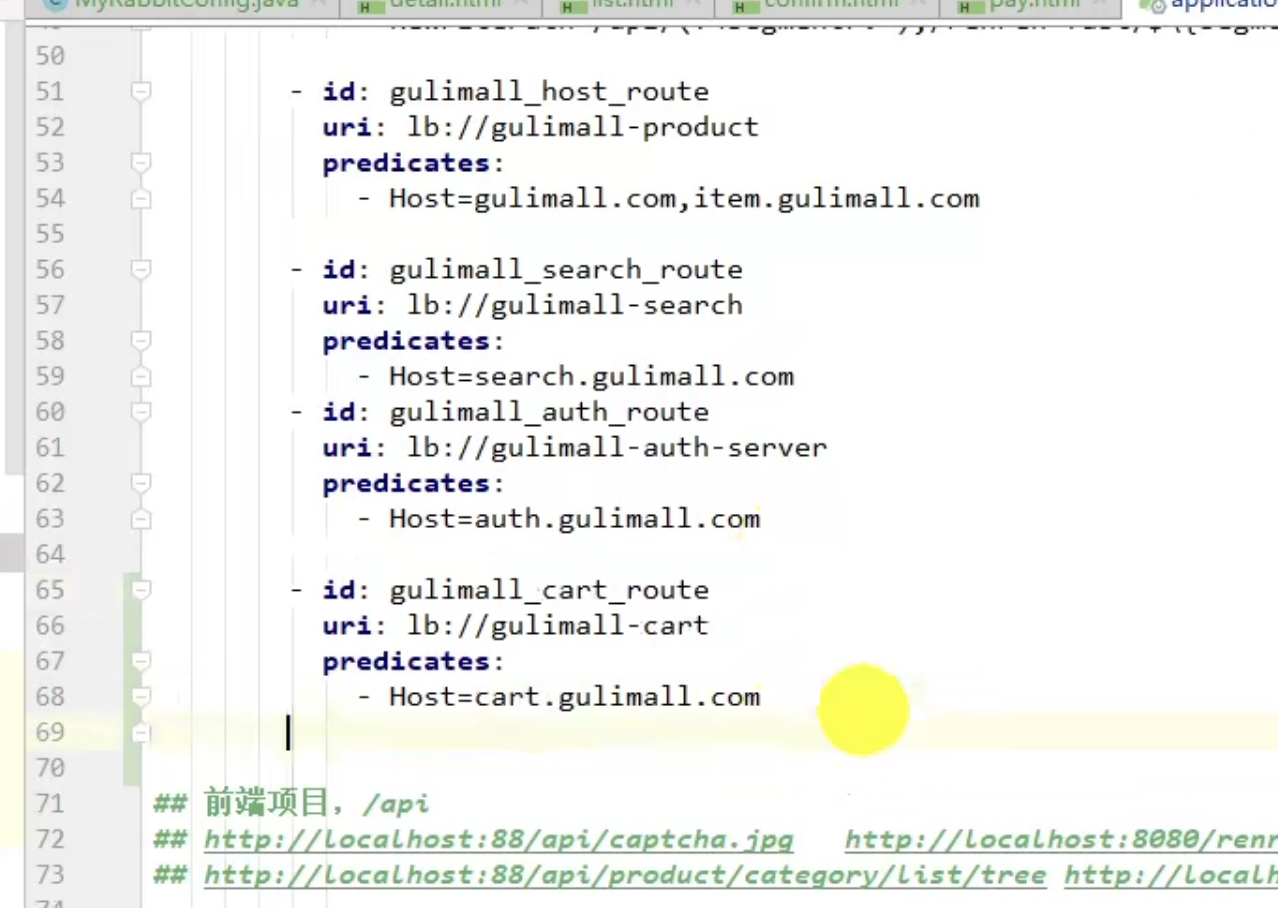 MyRabbitConfig.java detail.html list.html confirm.html pay.html
50
51 - id: gulimall_host_route
52 uri: lb://gulimall-product
53 predicates:
54 - Host=gulimall.com,item.gulimall.com
55
56 - id: gulimall_search_route
57 uri: lb://gulimall-search
58 predicates:
59 - Host=search.gulimall.com
60 - id: gulimall_auth_route
61 uri: lb://gulimall-auth-server
62 predicates:
63 - Host=auth.gulimall.com
64
65 - id: gulimall_cart_route
66 uri: lb://gulimall-cart
67 predicates:
68 - Host=cart.gulimall.com
69
70
71 ## 前端项目，/api
72 ## http://localhost:88/api/captcha.jpg http://localhost:8080/renr
73 ## http://localhost:88/api/product/category/list/tree http://localh